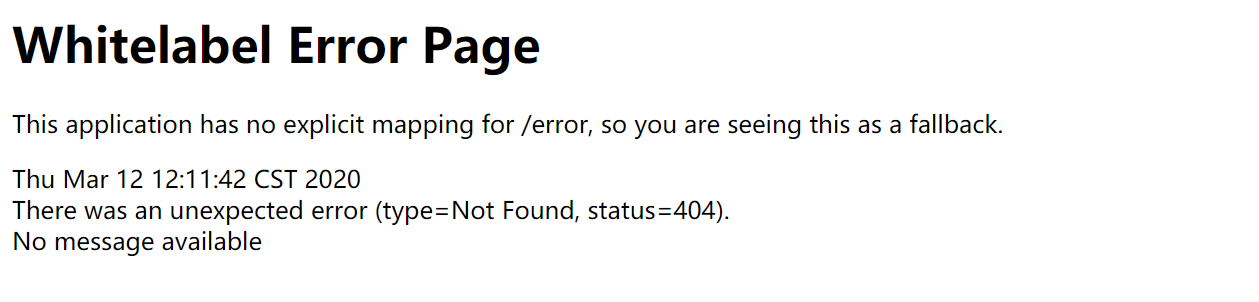 Whitelabel Error Page
This application has no explicit mapping for /error, so you are seeing this as a fallback.
Thu Mar 12 12:11:42 CST 2020
There was an unexpected error (type=Not Found, status=404).
No message available